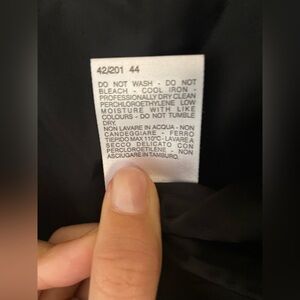 42/201 44
DO NOT WASH - DO NOT
BLEACH - COOL IRON -
PROFESSIONALLY DRY CLEAN
PERCHLOROETHYLENE LOW
MOISTURE WITH LIKE
COLOURS - DO NOT TUMBLE
DRY.
NON LAVARE IN ACQUA - NON
CANDEGGIARE - FERRO
TIEPIDO MAX 110°C - LAVARE A
SECCO DELICATO CON
PERCLOROETILENE - NON
ASCIUGARE IN TAMBURO.